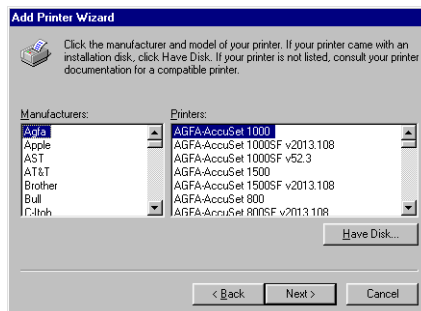 Add Printer Wizard
Click the manufacturer and model of your printer. If your printer came with an
installation disk, click Have Disk. If your printer is not listed, consult your printer
documentation for a compatible printer.
Manufacturers:
Agfa
Apple
AST
AT&T
Brother
Bull
C-Itoh
Printers:
AGFA-AccuSet 1000
AGFA-AccuSet 1000SF v2013.108
AGFA-AccuSet 1000SF v52.3
AGFA-AccuSet 1500
AGFA-AccuSet 1500SF v2013.108
AGFA-AccuSet 800
AGFA-AccuSet 800SF v2013.108
Have Disk...
< Back
Next >
Cancel